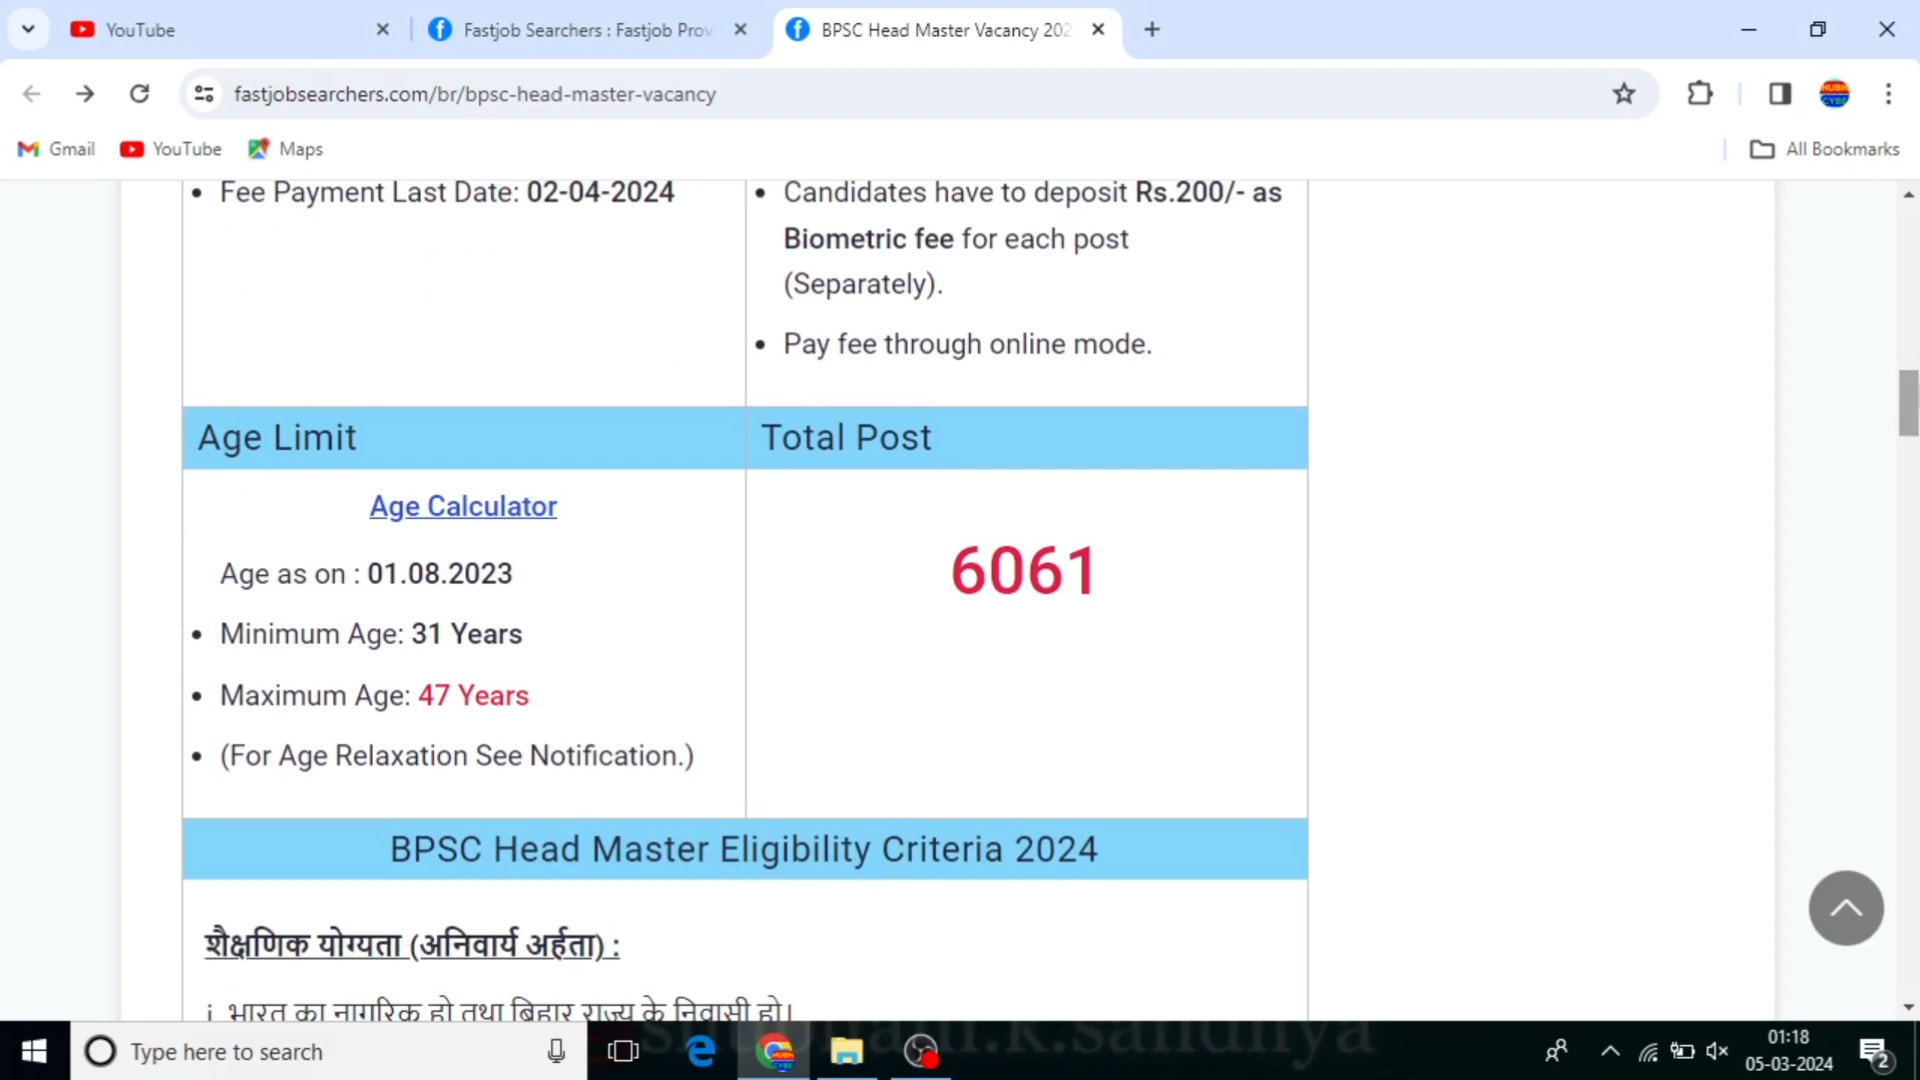 YouTube
Fastjob Searchers : Fastjob Prov
BPSC Head Master Vacancy 202
fastjobsearchers.com/br/bpsc-head-master-vacancy
Gmail
YouTube
Maps
All Bookmarks
• Fee Payment Last Date: 02-04-2024
• Candidates have to deposit Rs.200/- as
Biometric fee for each post
(Separately).
• Pay fee through online mode.
Age Limit
Total Post
Age Calculator
Age as on : 01.08.2023
• Minimum Age: 31 Years
• Maximum Age: 47 Years
• (For Age Relaxation See Notification.)
6061
BPSC Head Master Eligibility Criteria 2024
शैक्षणिक योग्यता (अनिवार्य अर्हता) :
i. भारत का नागरिक हो तथा बिहार राज्य के निवासी हो।
Type here to search
01:18
05-03-2024
2